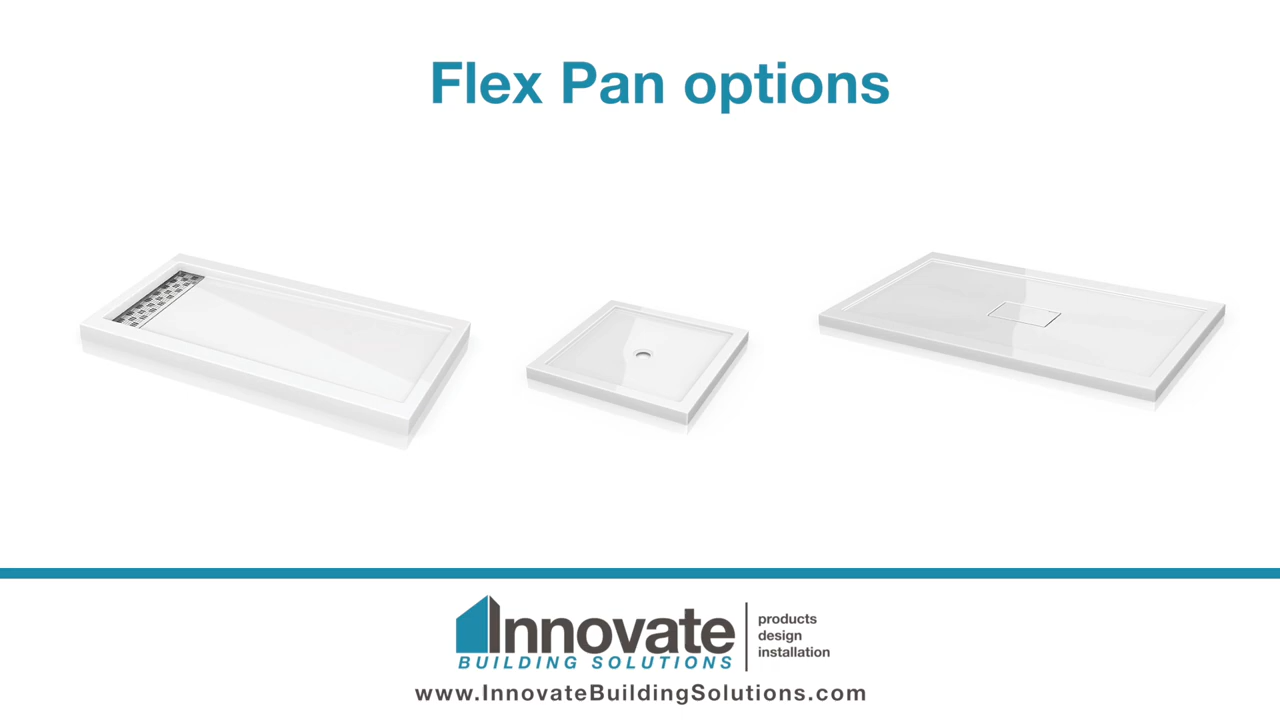 Flex Pan options
Innovate
BUILDING SOLUTIONS
products
design
installation
www.InnovateBuildingSolutions.com